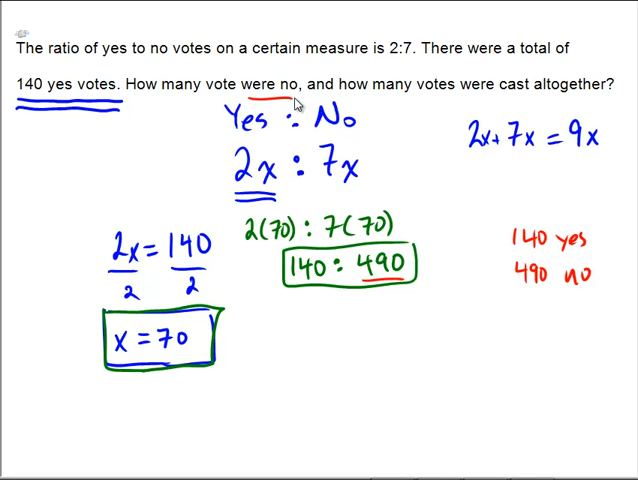 The ratio of yes to no votes on a certain measure is 2:7. There were a total of
140 yes votes. How many vote were no, and how many votes were cast altogether?
Yes : No
2x + 7x = 9x
2x : 7x
2(70) : 7(70)
2x = 140
2 2
140 : 490
140 yes
490 no
x = 70